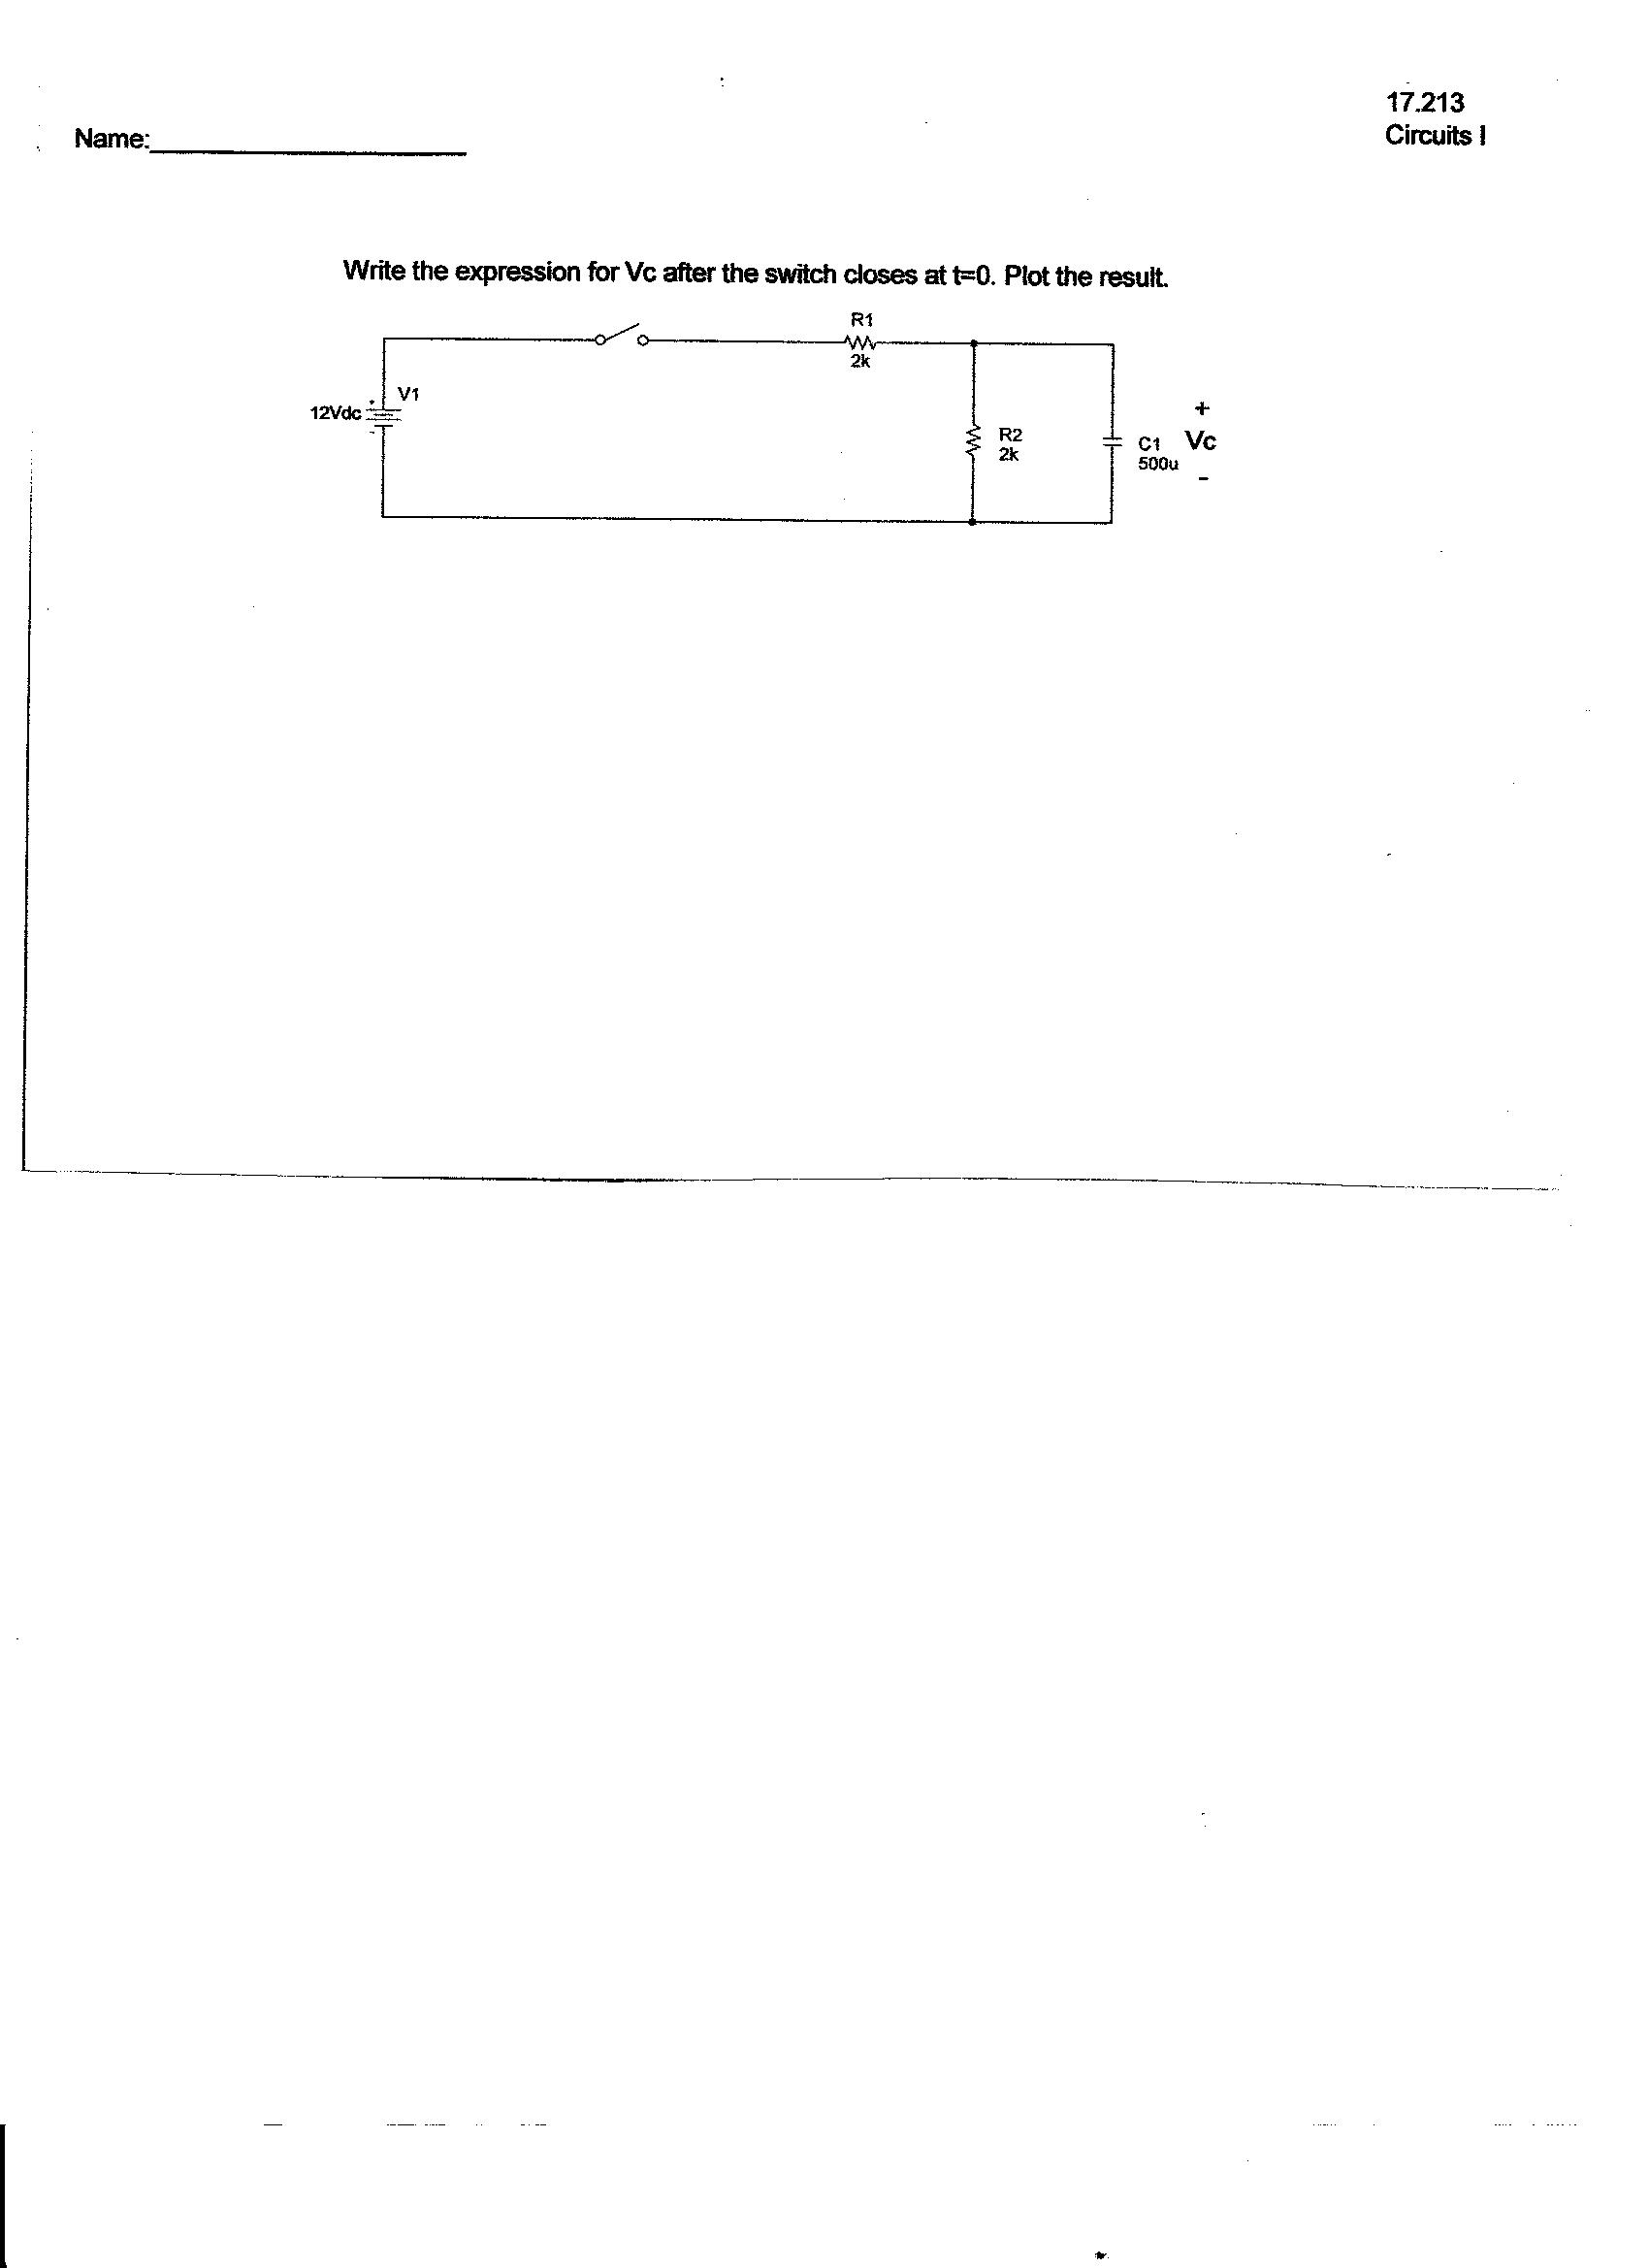 17.213
Name:
Circuits I
Write the expression for Vc after the switch closes at t=0. Plot the result.
R1
2k
V1
12Vdc
+
-
R2
2k
C1
500u
+
Vc
-